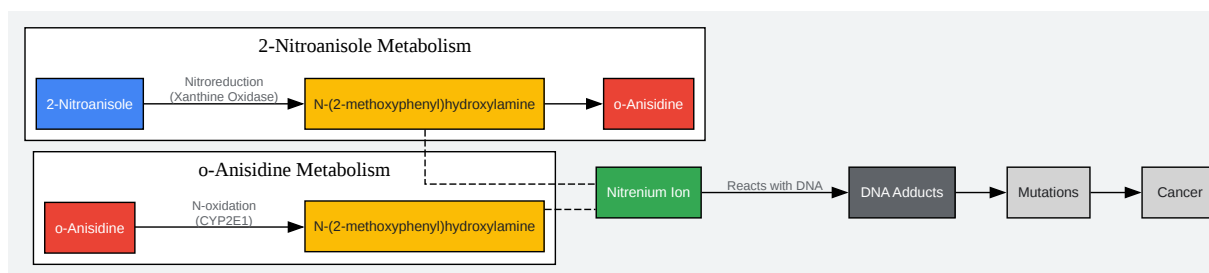 2-Nitroanisole Metabolism
2-Nitroanisole
Nitroreduction
(Xanthine Oxidase)
N-(2-methoxyphenyl)hydroxylamine
o-Anisidine
o-Anisidine Metabolism
o-Anisidine
N-oxidation
(CYP2E1)
N-(2-methoxyphenyl)hydroxylamine
Nitrenium Ion
Reacts with DNA
DNA Adducts
Mutations
Cancer